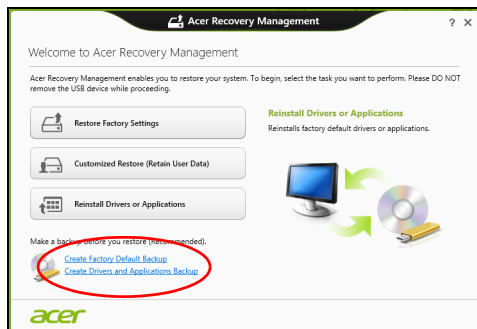 Acer Recovery Management
? ×
Welcome to Acer Recovery Management
Acer Recovery Management enables you to restore your system. To begin, select the task you want to perform. Please DO NOT
remove the USB device while proceeding.
Restore Factory Settings
Customized Restore (Retain User Data)
Reinstall Drivers or Applications
Reinstall Drivers or Applications
Reinstalls factory default drivers or applications.
Make a backup before you restore (Recommended).
Create Factory Default Backup
Create Drivers and Applications Backup
acer